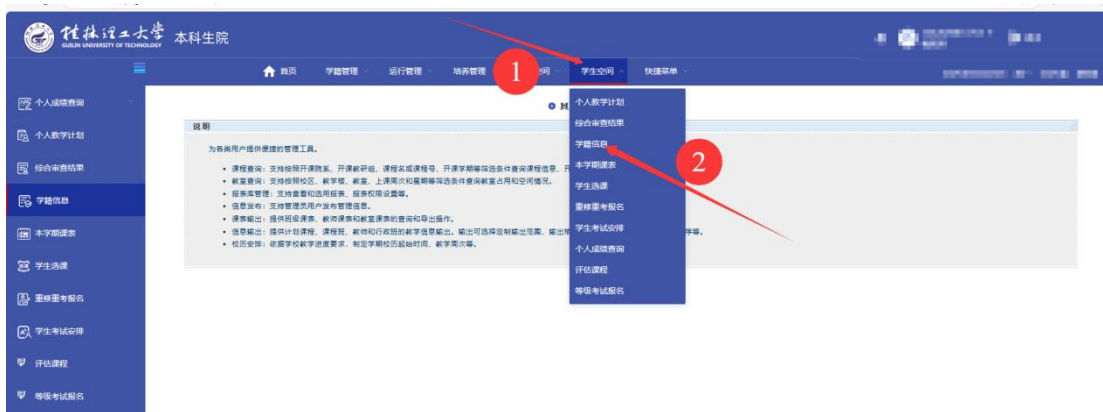 桂林理工大学 本科生院
GUILIN UNIVERSITY OF TECHNOLOGY
首页 学籍管理 运行管理 培养管理 1 学生空间 快捷菜单
个人成绩查询
个人教学计划
综合审查结果
学籍信息
本学期课表
学生选课
重修重考报名
学生考试安排
评估课程
等级考试报名
说明
为各类用户提供便捷的管理工具。
课程查询：支持按照开课院系、开课教研组、课程名或课程号、开课学期等筛选条件查询课程信息、开
教室查询：支持按照校区、教学楼、教室、上课周次和星期等筛选条件查询教室占用和空闲情况。
报表库管理：支持查看和选用报表、报表权限设置等。
信息发布：支持管理员用户发布管理信息。
课表输出：提供班级课表、教师课表和教室课表的查询和导出操作。
信息输出：提供计划课程、课程班、教师和行政班的教学信息输出。输出可选择定制输出范围、输出格 字等。
校历安排：依据学校教学进度要求，制定学期校历起始时间、教学周次等。
个人教学计划
综合审查结果
学籍信息
2
本学期课表
学生选课
重修重考报名
学生考试安排
个人成绩查询
评估课程
等级考试报名